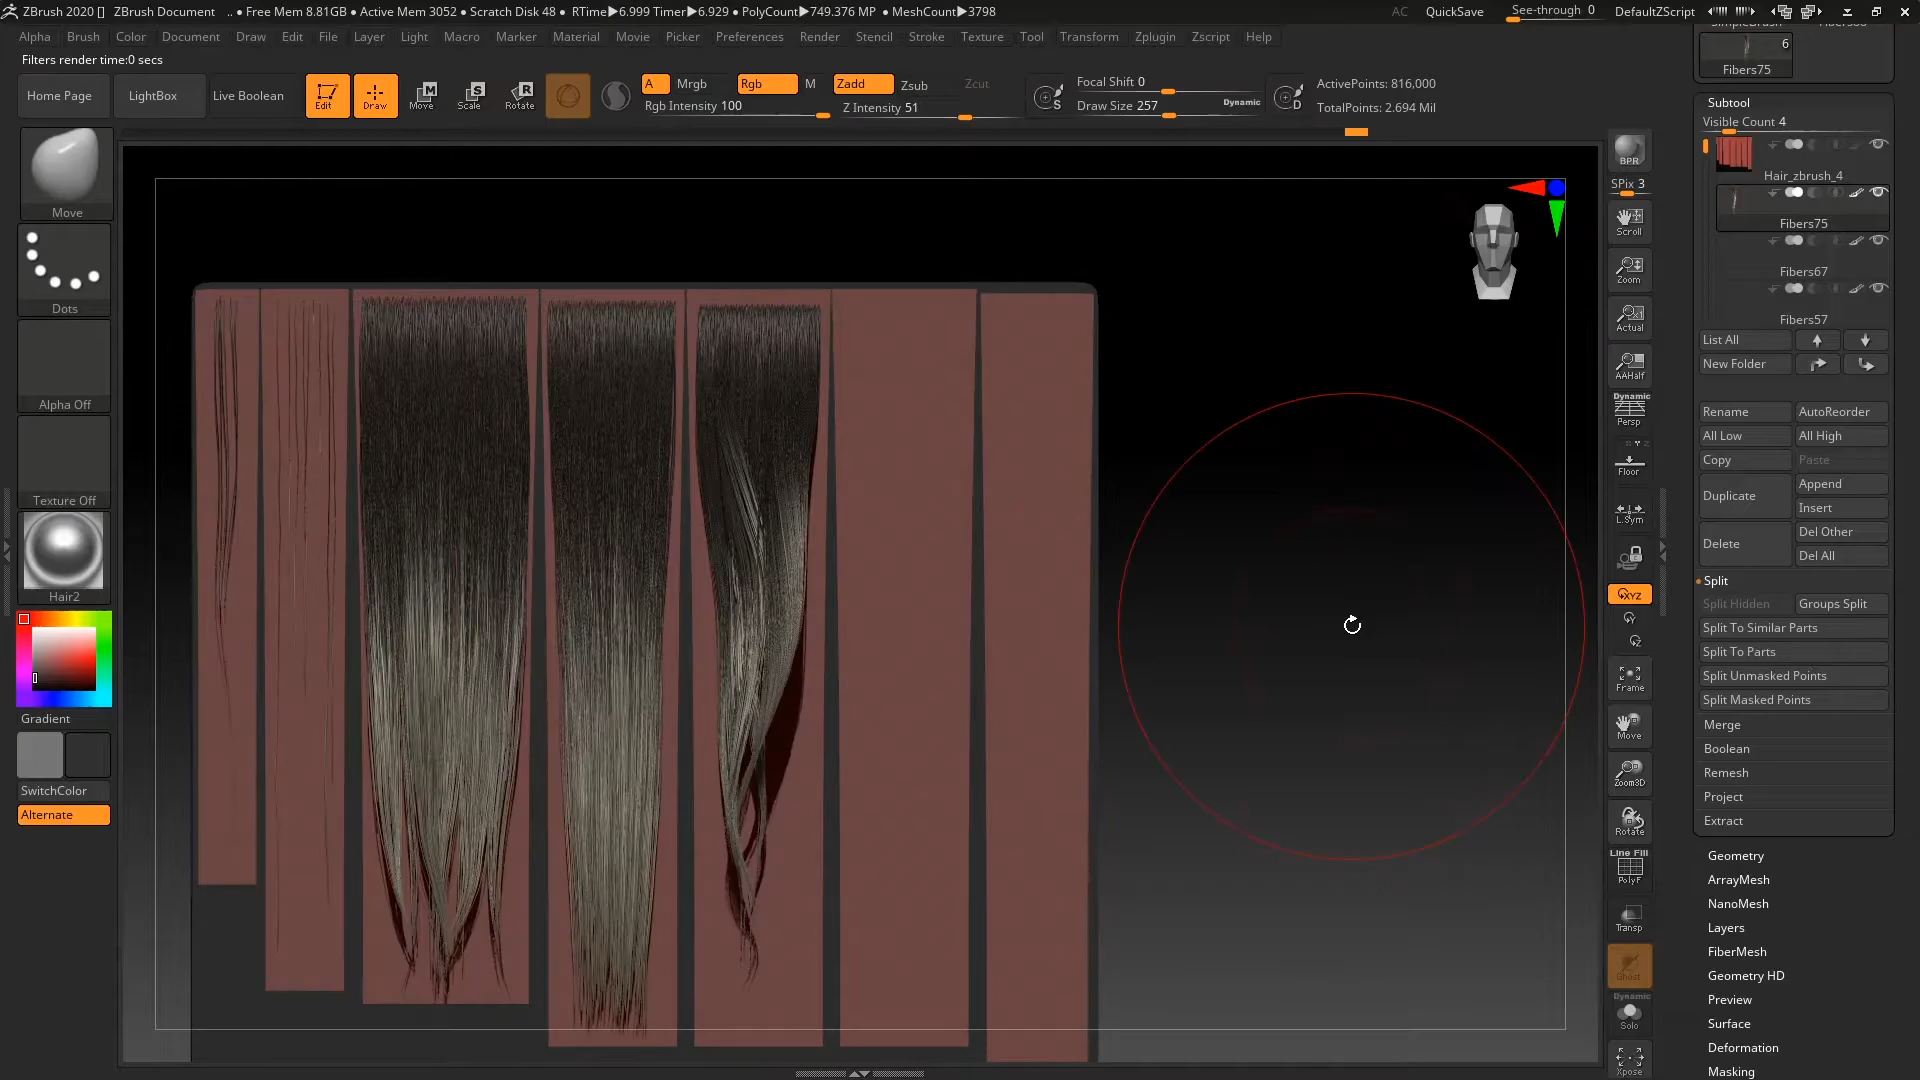 ZBrush 2020 [] ZBrush Document .. ● Free Mem 8.81GB ● Active Mem 3052 ● Scratch Disk 48 ● RTime▶6.999 Timer▶6.929 ● PolyCount▶749.376 MP ● MeshCount▶3798 AC QuickSave See-through 0 DefaultZScript
Alpha Brush Color Document Draw Edit File Layer Light Macro Marker Material Movie Picker Preferences Render Stencil Stroke Texture Tool Transform Zplugin Zscript Help
Filters render time:0 secs
Home Page LightBox Live Boolean Edit Draw Move Scale Rotate
A Mrgb Rgb M Zadd Zsub Zcut
Rgb Intensity 100 Z Intensity 51
S Focal Shift 0
Draw Size 257 Dynamic D
ActivePoints: 816,000
TotalPoints: 2.694 Mil
Move
Dots
Alpha Off
Texture Off
Hair2
Gradient
SwitchColor
Alternate
BPR
SPix 3
Scroll
Zoom
Actual
AAHalf
Dynamic
Persp
Floor
L.Sym
XYZ
Y
Z
Frame
Move
Zoom3D
Rotate
Line Fill
PolyF
Transp
Ghost
Dynamic
Solo
Xpose
6
Fibers75
Subtool
Visible Count 4
Hair_zbrush_4
Fibers75
Fibers67
Fibers57
List All
New Folder
Rename AutoReorder
All Low All High
Copy Paste
Duplicate Append
Insert
Delete Del Other
Del All
Split
Split Hidden Groups Split
Split To Similar Parts
Split To Parts
Split Unmasked Points
Split Masked Points
Merge
Boolean
Remesh
Project
Extract
Geometry
ArrayMesh
NanoMesh
Layers
FiberMesh
Geometry HD
Preview
Surface
Deformation
Masking